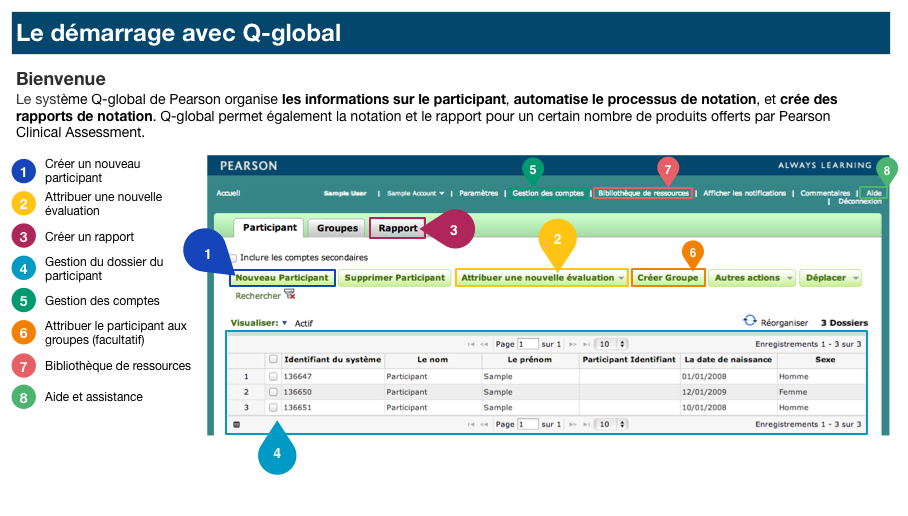 Le démarrage avec Q-global
Bienvenue
Le système Q-global de Pearson organise les informations sur le participant, automatise le processus de notation, et crée des
rapports de notation. Q-global permet également la notation et le rapport pour un certain nombre de produits offerts par Pearson
Clinical Assessment.
1 Créer un nouveau
participant
2 Attribuer une nouvelle
évaluation
3 Créer un rapport
4 Gestion du dossier du
participant
5 Gestion des comptes
6 Attribuer le participant aux
groupes (facultatif)
7 Bibliothèque de ressources
8 Aide et assistance
PEARSON
ALWAYS LEARNING
5
7
8
Accueil
Sample User | Sample Account | Paramètres | Gestion des comptes | Bibliothèque de ressources | Afficher les notifications | Commentaires | Aide
| Déconnexion
Participant Groupes Rapport
3
1
2
6
Inclure les comptes secondaires
Nouveau Participant Supprimer Participant Attribuer une nouvelle évaluation Créer Groupe Autres actions Déplacer
Rechercher
Visualiser: Actif
Réorganiser 3 Dossiers
Page 1 sur 1 10 Enregistrements 1 - 3 sur 3
Identifiant du système Le nom Le prénom Participant Identifiant La date de naissance Sexe
1 136647 Participant Sample 01/01/2008 Homme
2 136650 Participant Sample 12/01/2009 Femme
3 136651 Participant Sample 10/01/2008 Homme
Page 1 sur 1 10 Enregistrements 1 - 3 sur 3
4